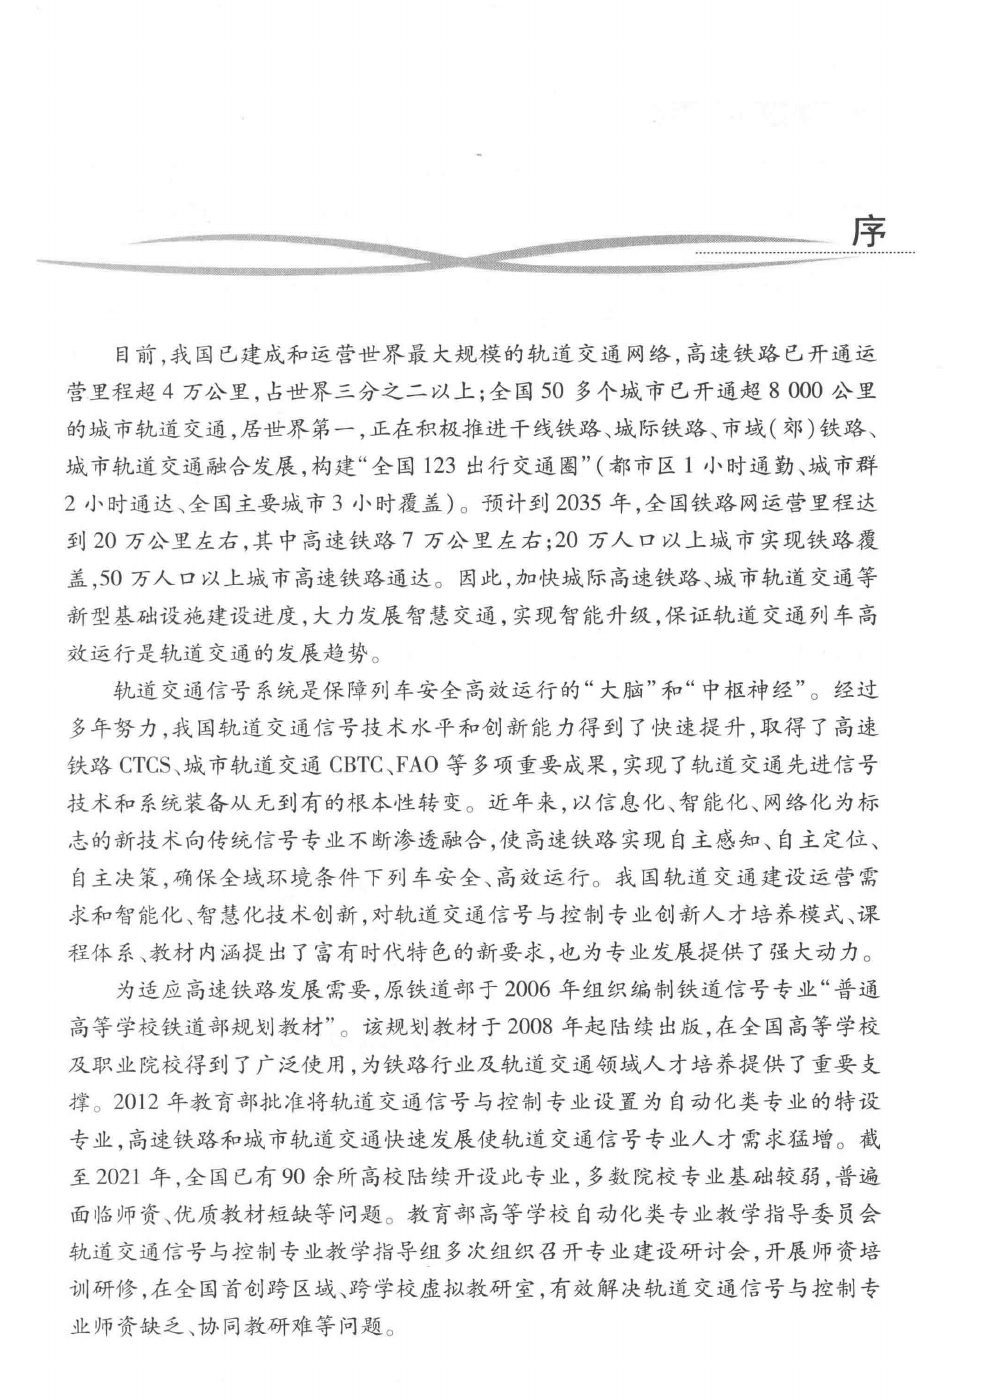 序
目前,我国已建成和运营世界最大规模的轨道交通网络,高速铁路已开通运
营里程超4万公里,占世界三分之二以上;全国50多个城市已开通超8 000公里
的城市轨道交通,居世界第一,正在积极推进干线铁路、城际铁路、市域(郊)铁路、
城市轨道交通融合发展,构建“全国123出行交通圈”(都市区1小时通勤、城市群
2小时通达、全国主要城市3小时覆盖)。预计到2035年,全国铁路网运营里程达
到20万公里左右,其中高速铁路7万公里左右;20万人口以上城市实现铁路覆
盖,50万人口以上城市高速铁路通达。因此,加快城际高速铁路、城市轨道交通等
新型基础设施建设进度,大力发展智慧交通,实现智能升级,保证轨道交通列车高
效运行是轨道交通的发展趋势。
轨道交通信号系统是保障列车安全高效运行的“大脑”和“中枢神经”。经过
多年努力,我国轨道交通信号技术水平和创新能力得到了快速提升,取得了高速
铁路CTCS、城市轨道交通CBTC、FAO等多项重要成果,实现了轨道交通先进信号
技术和系统装备从无到有的根本性转变。近年来,以信息化、智能化、网络化为标
志的新技术向传统信号专业不断渗透融合,使高速铁路实现自主感知、自主定位、
自主决策,确保全域环境条件下列车安全、高效运行。我国轨道交通建设运营需
求和智能化、智慧化技术创新,对轨道交通信号与控制专业创新人才培养模式、课
程体系、教材内涵提出了富有时代特色的新要求,也为专业发展提供了强大动力。
为适应高速铁路发展需要,原铁道部于2006年组织编制铁道信号专业“普通
高等学校铁道部规划教材”。该规划教材于2008年起陆续出版,在全国高等学校
及职业院校得到了广泛使用,为铁路行业及轨道交通领域人才培养提供了重要支
撑。2012年教育部批准将轨道交通信号与控制专业设置为自动化类专业的特设
专业,高速铁路和城市轨道交通快速发展使轨道交通信号专业人才需求猛增。截
至2021年,全国已有90余所高校陆续开设此专业,多数院校专业基础较弱,普遍
面临师资、优质教材短缺等问题。教育部高等学校自动化类专业教学指导委员会
轨道交通信号与控制专业教学指导组多次组织召开专业建设研讨会,开展师资培
训研修,在全国首创跨区域、跨学校虚拟教研室,有效解决轨道交通信号与控制专
业师资缺乏、协同教研难等问题。